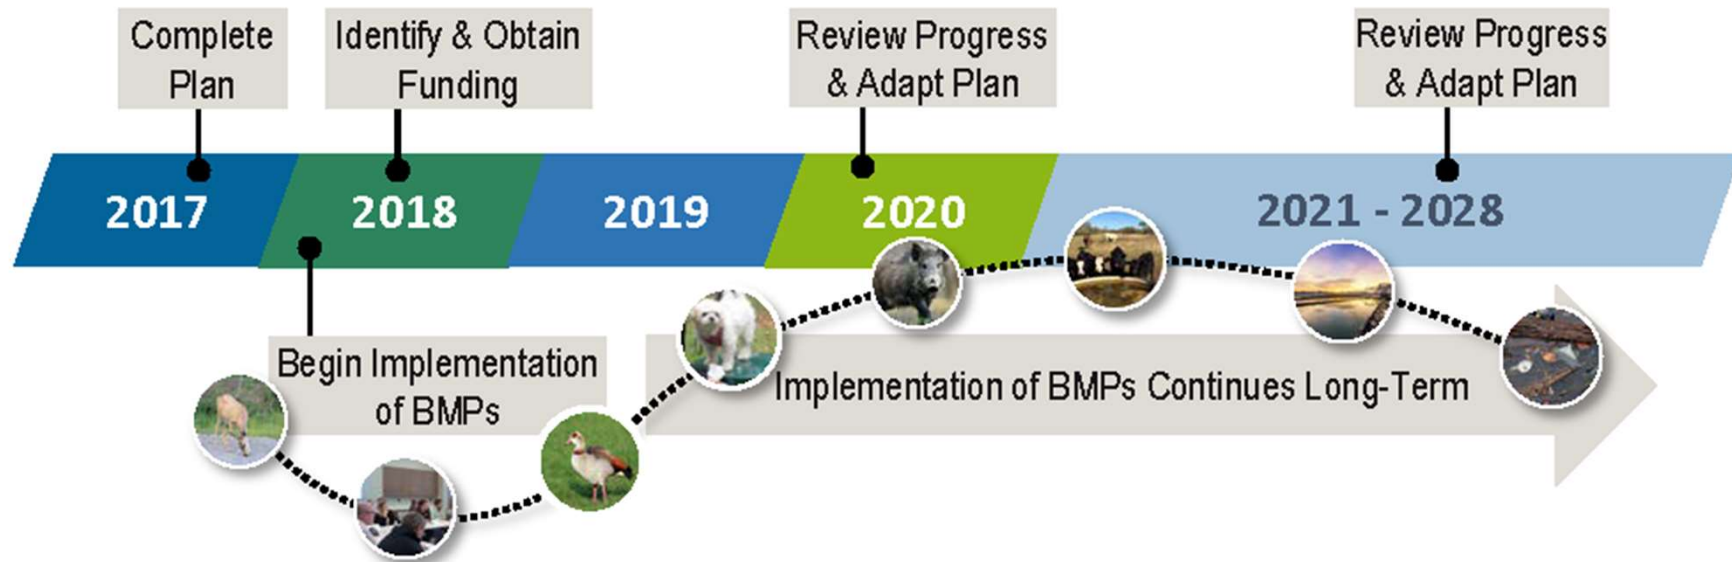 Complete
Plan
Identify & Obtain
Funding
Review Progress
& Adapt Plan
Review Progress
& Adapt Plan
2017
2018
2019
2020
2021 - 2028
Begin Implementation
of BMPs
Implementation of BMPs Continues Long-Term